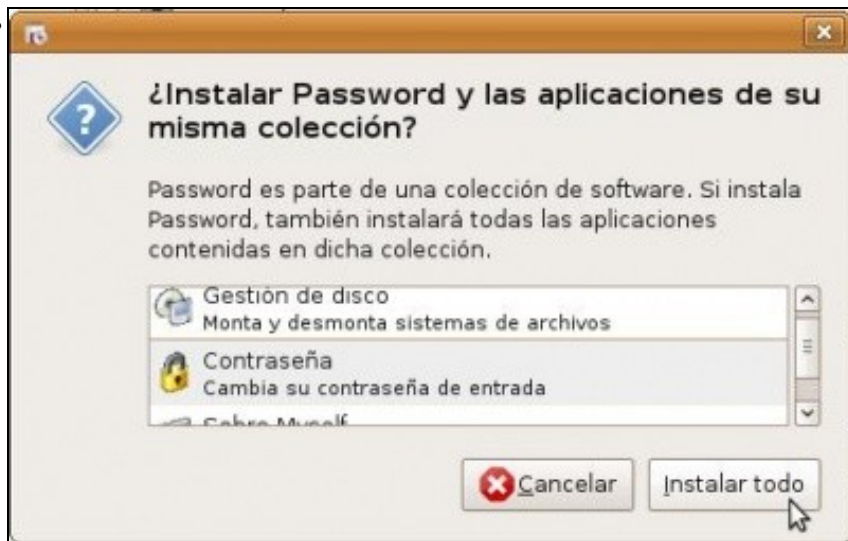 ¿Instalar Password y las aplicaciones de su
misma colección?
Password es parte de una colección de software. Si instala
Password, también instalará todas las aplicaciones
contenidas en dicha colección.
Gestión de disco
Monta y desmonta sistemas de archivos
Contraseña
Cambia su contraseña de entrada
Sobre Myself
Cancelar
Instalar todo